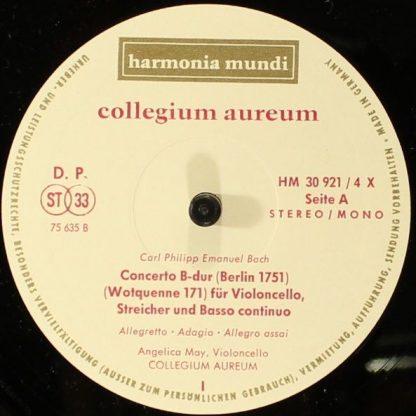 harmonia mundi
collegium aureum
D. P.
ST 33
75 635 B
HM 30 921 / 4 X
Seite A
STEREO / MONO
Carl Philipp Emanuel Bach
Concerto B-dur (Berlin 1751)
(Wotquenne 171) für Violoncello,
Streicher und Basso continuo
Allegretto · Adagio · Allegro assai
Angelica May, Violoncello
COLLEGIUM AUREUM
I
URHEBER- UND LEISTUNGSSCHUTZRECHTE, BESONDERS VERVIELFÄLTIGUNG (AUSSER ZUM PERSÖNLICHEN GEBRAUCH), VERMIETUNG, AUFFÜHRUNG, SENDUNG VORBEHALTEN · MADE IN GERMANY